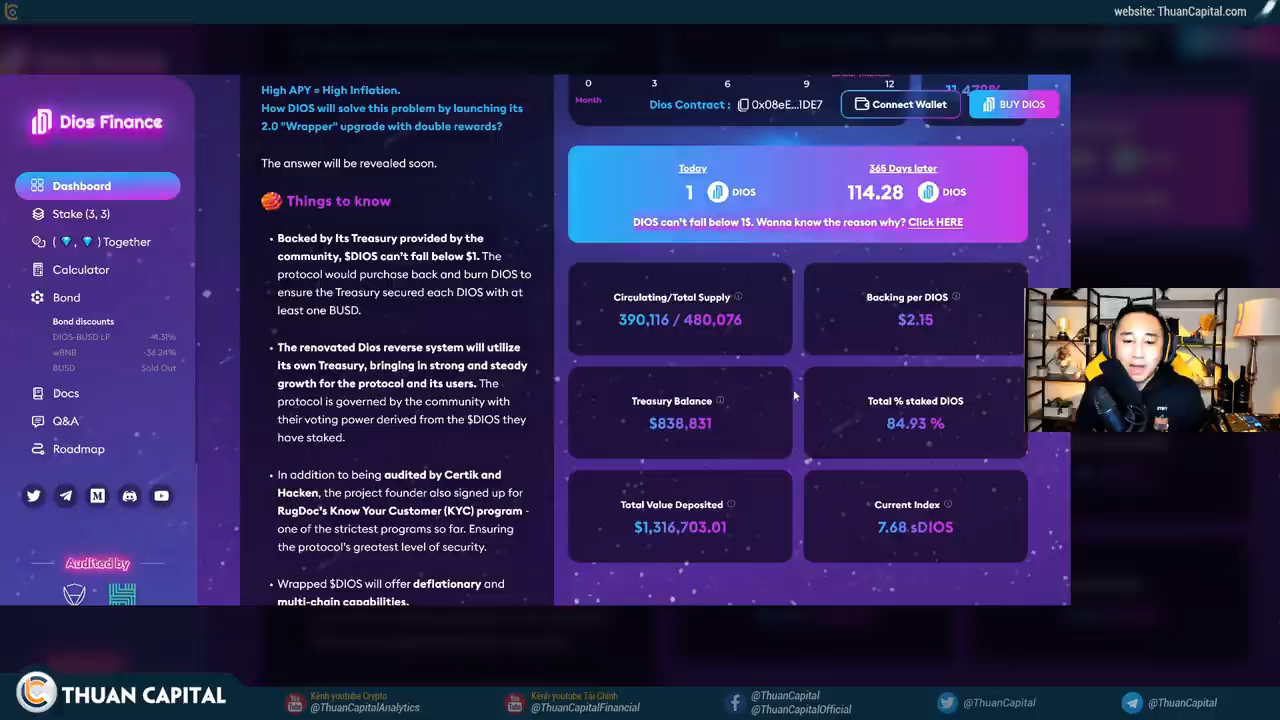 website: ThuanCapital.com
Dios Finance
Dashboard
Stake (3, 3)
( 💎 , 💎 ) Together
Calculator
Bond
Bond discounts
DIOS-BUSD LP -4.31%
wBNB -36.24%
BUSD Sold Out
Docs
Q&A
Roadmap
Audited by
High APY = High Inflation.
How DIOS will solve this problem by launching its
2.0 "Wrapper" upgrade with double rewards?
The answer will be revealed soon.
Things to know
• Backed by Its Treasury provided by the
community, $DIOS can't fall below $1. The
protocol would purchase back and burn DIOS to
ensure the Treasury secured each DIOS with at
least one BUSD.
• The renovated Dios reverse system will utilize
its own Treasury, bringing in strong and steady
growth for the protocol and its users. The
protocol is governed by the community with
their voting power derived from the $DIOS they
have staked.
• In addition to being audited by Certik and
Hacken, the project founder also signed up for
RugDoc's Know Your Customer (KYC) program -
one of the strictest programs so far. Ensuring
the protocol's greatest level of security.
• Wrapped $DIOS will offer deflationary and
multi-chain capabilities.
0 3 6 9 12
Month
Dios Contract : 0x08eE...1DE7
Connect Wallet
BUY DIOS
Today
1 DIOS
365 Days later
114.28 DIOS
DIOS can't fall below 1$. Wanna know the reason why? Click HERE
Circulating/Total Supply
390,116 / 480,076
Backing per DIOS
$2.15
Treasury Balance
$838,831
Total % staked DIOS
84.93 %
Total Value Deposited
$1,316,703.01
Current Index
7.68 sDIOS
THUAN CAPITAL
Kênh youtube Crypto
@ThuanCapitalAnalytics
Kênh youtube Tài Chính
@ThuanCapitalFinancial
@ThuanCapital
@ThuanCapitalOfficial
@ThuanCapital
@ThuanCapital